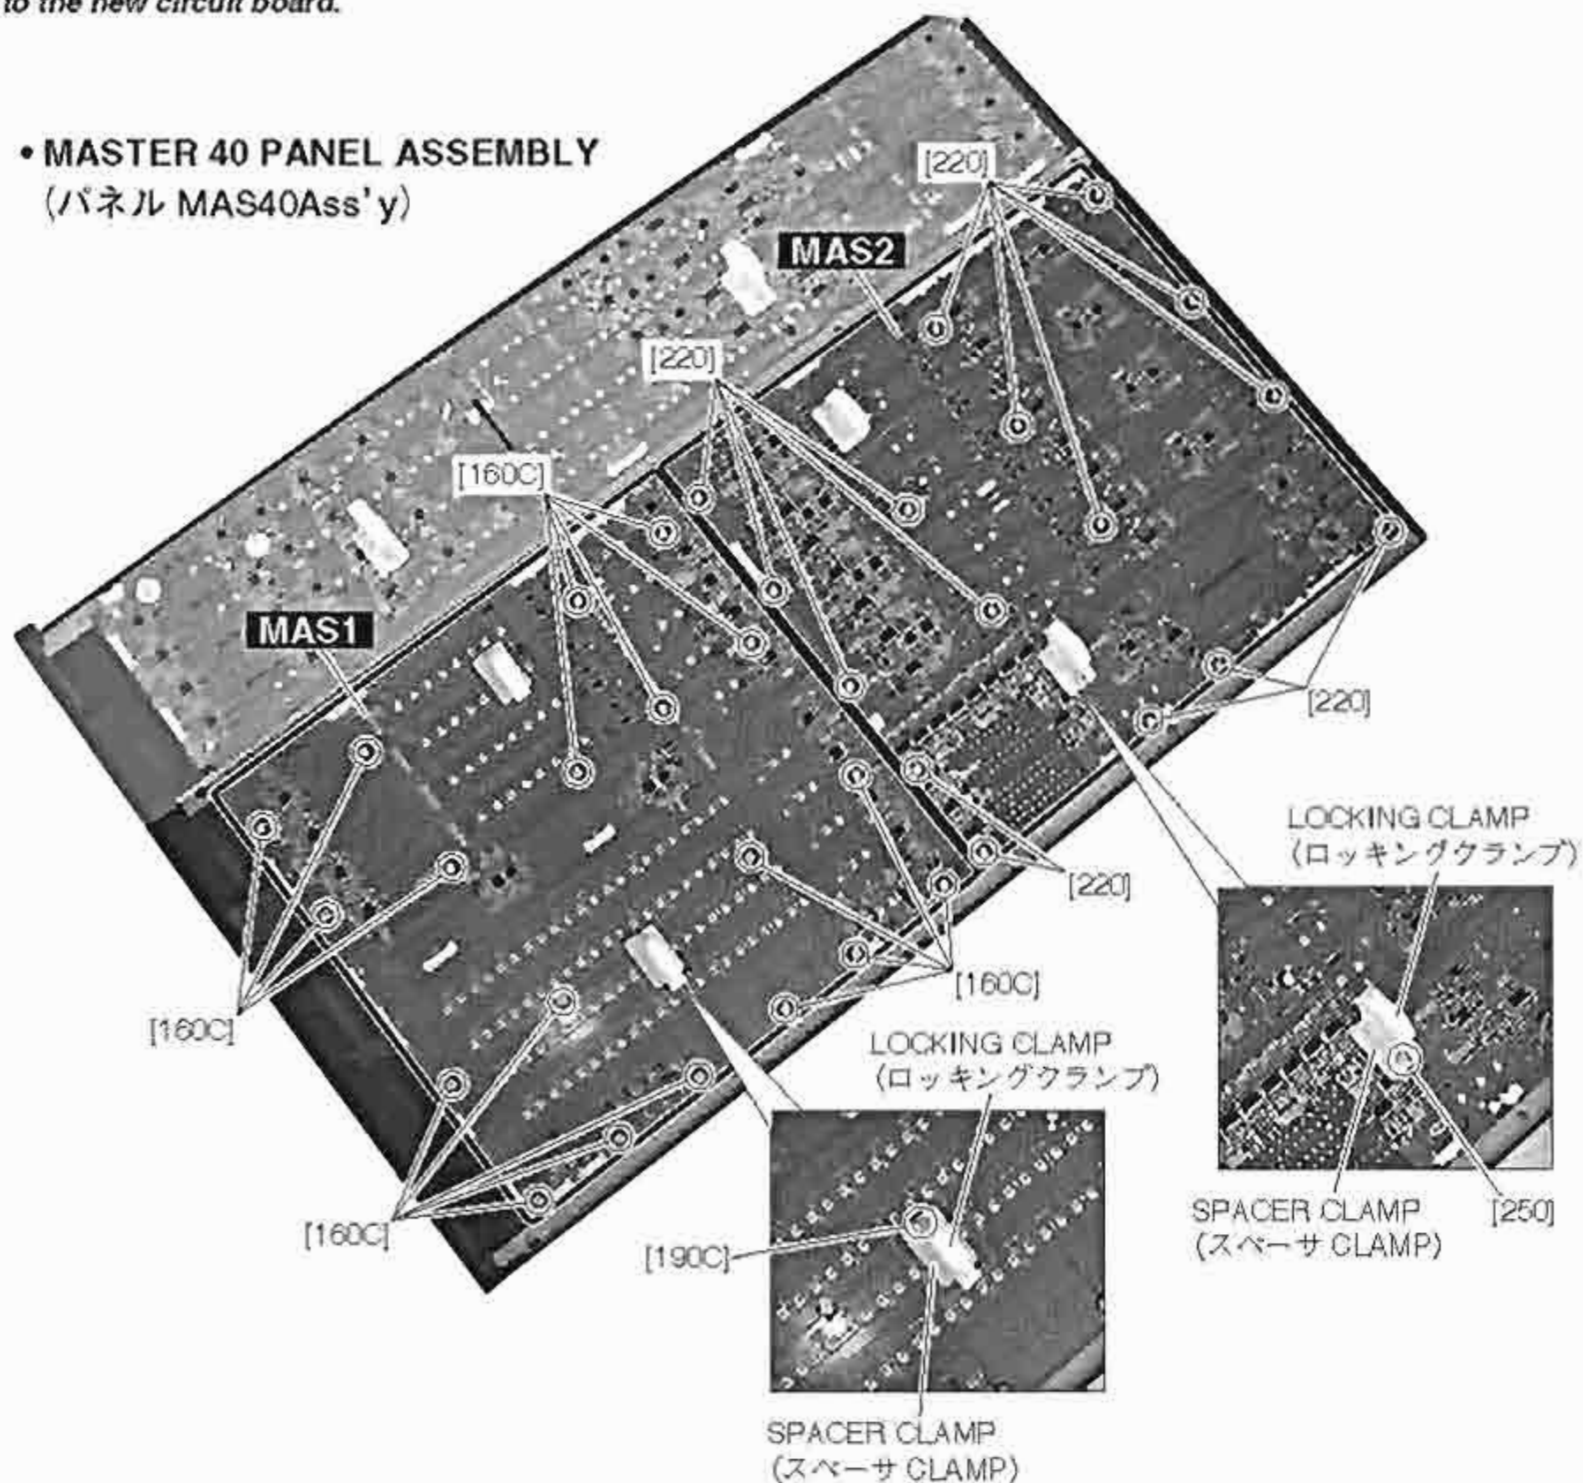 to the new circuit board.
• MASTER 40 PANEL ASSEMBLY
(パネル MAS40Ass'y)
[220]
MAS2
[220]
[160C]
MAS1
[220]
LOCKING CLAMP
(ロッキングクランプ)
[220]
[160C]
[160C]
LOCKING CLAMP
(ロッキングクランプ)
SPACER CLAMP
(スペーサ CLAMP)
[250]
[160C]
[190C]
SPACER CLAMP
(スペーサ CLAMP)